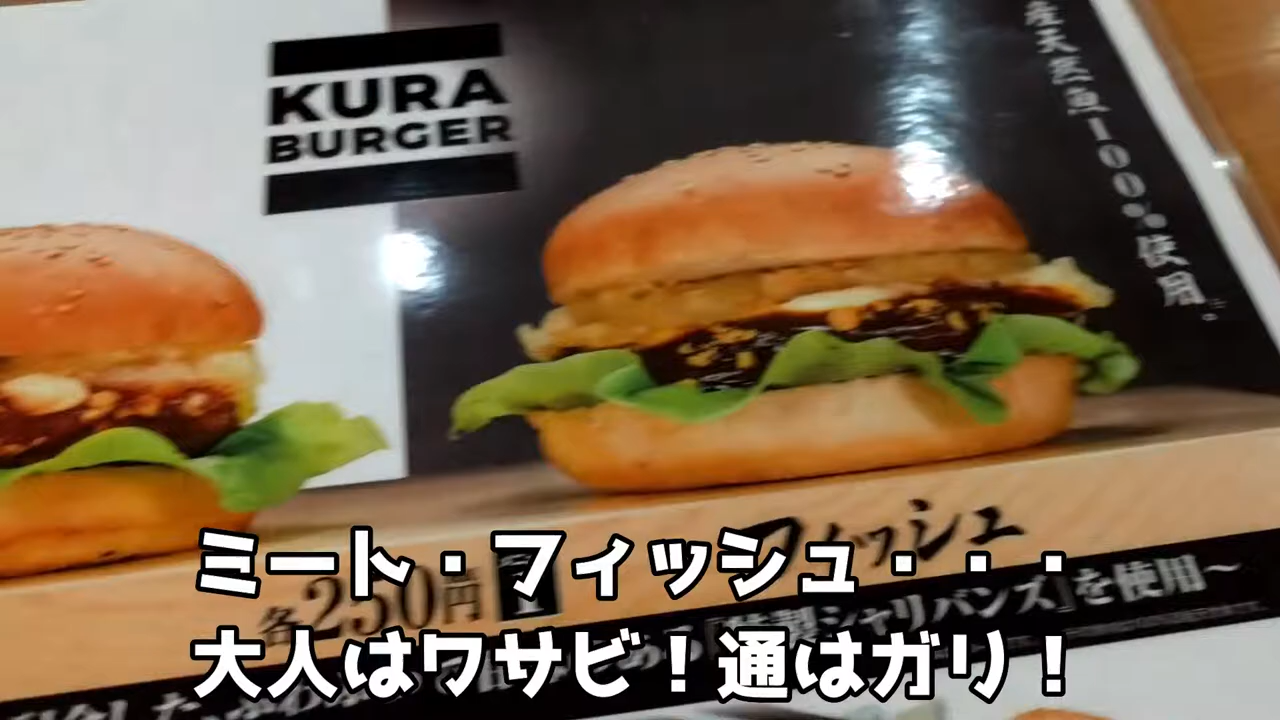 KURA
BURGER
産天然魚100%使用。
フィッシュ
各250円
ミート・フィッシュ・・・
「特製シャリバンズ」を使用~
大人はワサビ!通はガリ!